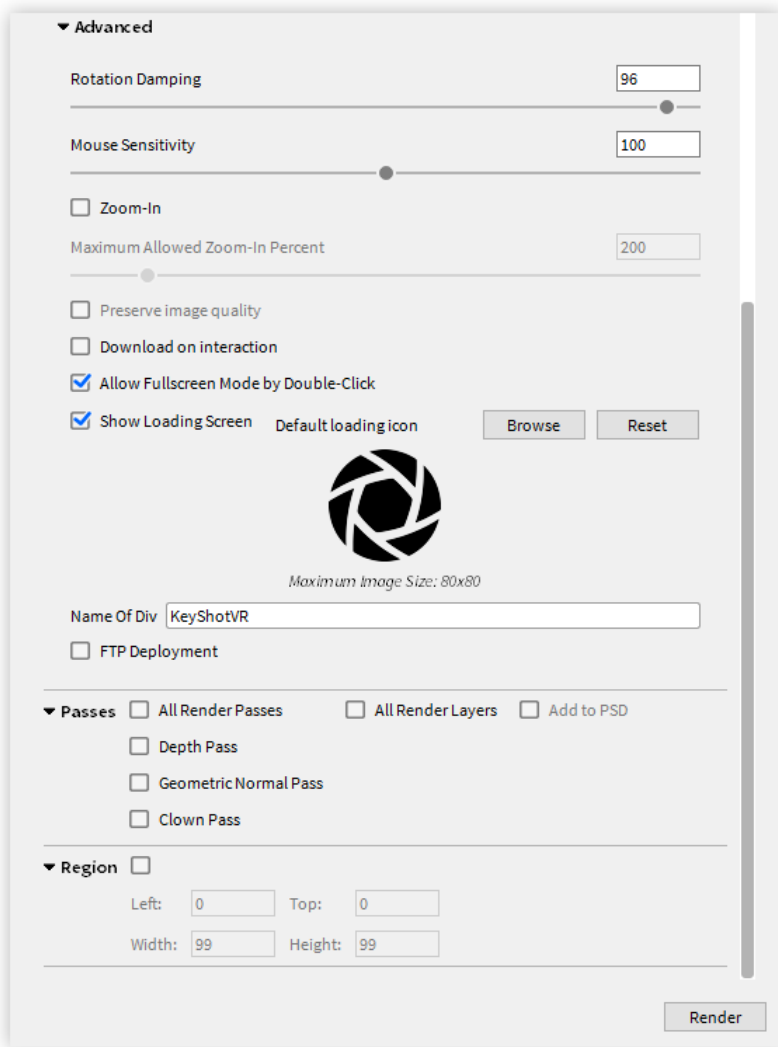 Advanced
Rotation Damping 96
Mouse Sensitivity 100
Zoom-In
Maximum Allowed Zoom-In Percent 200
Preserve image quality
Download on interaction
Allow Fullscreen Mode by Double-Click
Show Loading Screen Default loading icon Browse Reset
Maximum Image Size: 80x80
Name Of Div KeyShotVR
FTP Deployment
Passes All Render Passes All Render Layers Add to PSD
Depth Pass
Geometric Normal Pass
Clown Pass
Region
Left: 0 Top: 0
Width: 99 Height: 99
Render